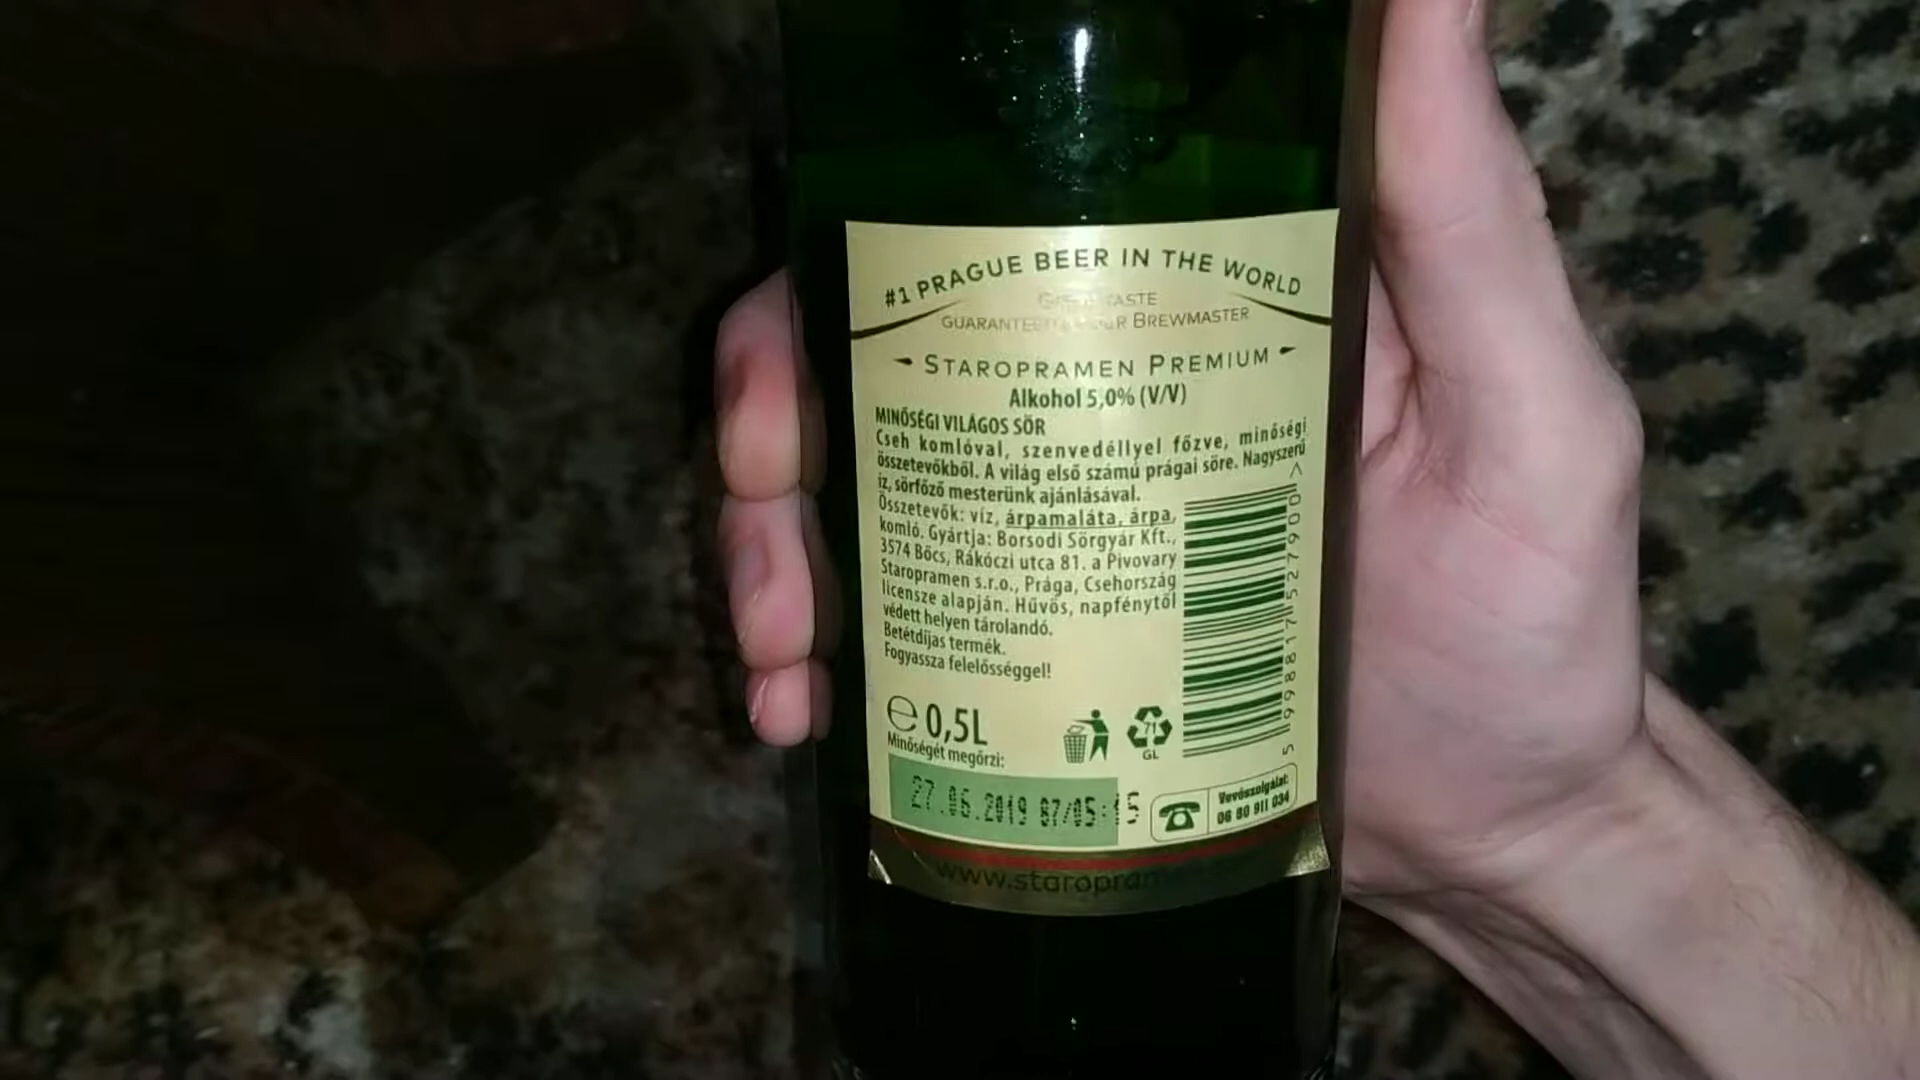 #1 PRAGUE BEER IN THE WORLD
TASTE
GUARANTEED BREWMASTER
STAROPRAMEN PREMIUM
Alkohol 5,0% (V/V)
MINŐSÉGI VILÁGOS SÖR
Cseh komlóval, szenvedéllyel főzve, minőségi
összetevőkből. A világ első számú prágai söre. Nagyszerű
íz, sörfőző mesterünk ajánlásával.
Összetevők: víz, árpamaláta, árpa,
komló. Gyártja: Borsodi Sörgyár Kft.,
3574 Bőcs, Rákóczi utca 81. a Pivovary
Staropramen s.r.o., Prága, Csehország
licensze alapján. Hűvös, napfénytől
védett helyen tárolandó.
Betétdíjas termék.
Fogyassza felelősséggel!
5 998817 527900 >
℮ 0,5L
71
GL
Minőségét megőrzi:
27.06.2019 07/05:15
Vevőszolgálat:
06 80 911 034